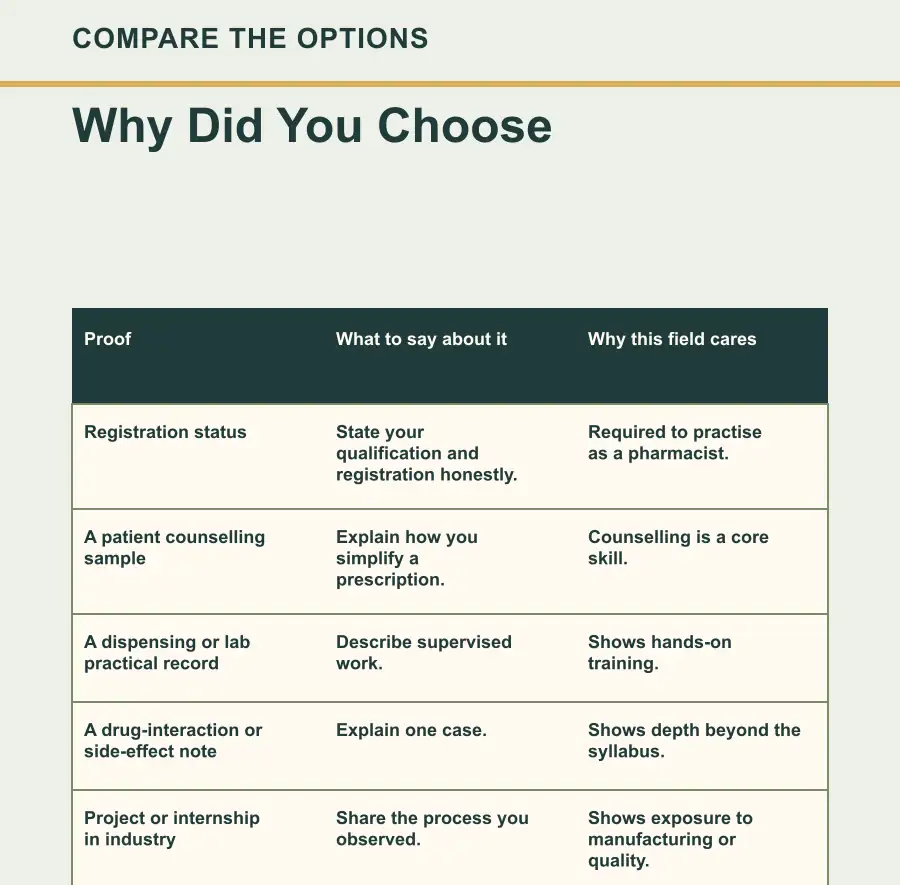 COMPARE THE OPTIONS
Why Did You Choose
Proof
What to say about it
Why this field cares
Registration status
State your
qualification and
registration honestly.
Required to practise
as a pharmacist.
A patient counselling
sample
Explain how you
simplify a
prescription.
Counselling is a core
skill.
A dispensing or lab
practical record
Describe supervised
work.
Shows hands-on
training.
A drug-interaction or
side-effect note
Explain one case.
Shows depth beyond the
syllabus.
Project or internship
in industry
Share the process you
observed.
Shows exposure to
manufacturing or
quality.